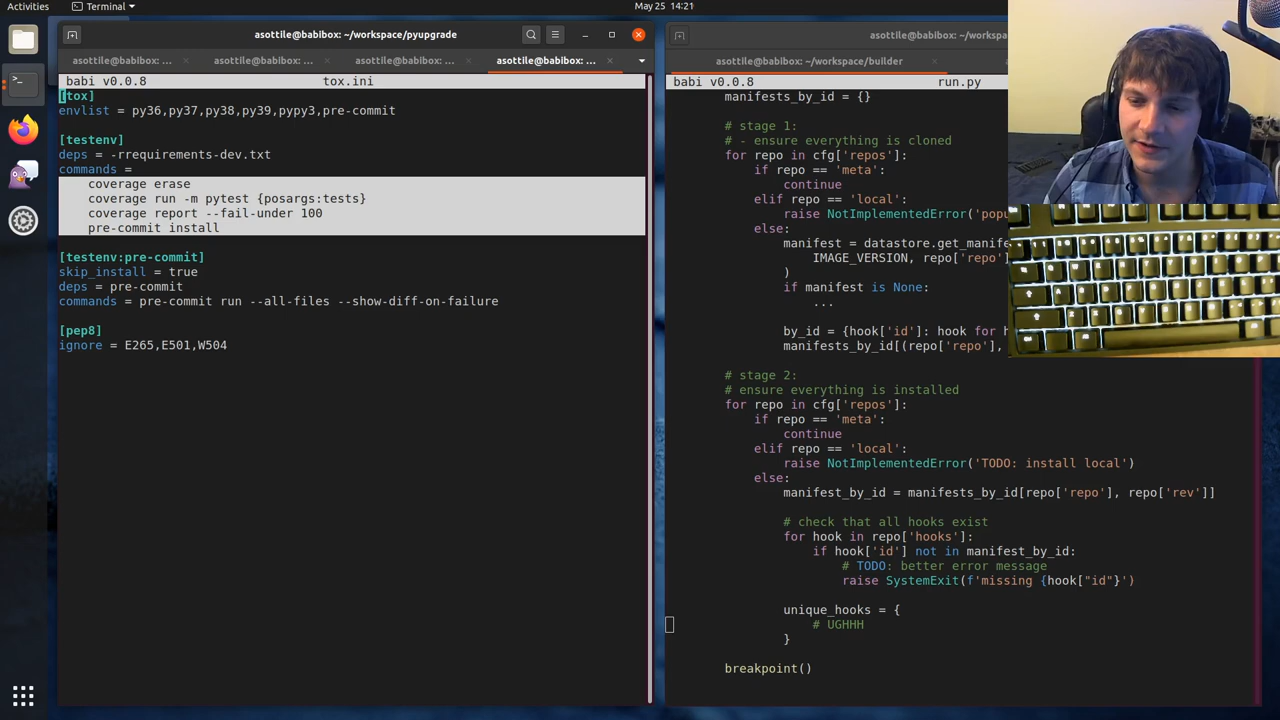 Activities
Terminal
May 25 14:21
asottile@babibox: ~/workspace/pyupgrade
asottile@babibox: ~/workspace/p
asottile@babibox: ...
asottile@babibox: ...
asottile@babibox: ...
asottile@babibox: ...
asottile@babibox: ~/workspace/builder
babi v0.0.8
tox.ini
[tox]
envlist = py36,py37,py38,py39,pypy3,pre-commit
[testenv]
deps = -rrequirements-dev.txt
commands =
coverage erase
coverage run -m pytest {posargs:tests}
coverage report --fail-under 100
pre-commit install
[testenv:pre-commit]
skip_install = true
deps = pre-commit
commands = pre-commit run --all-files --show-diff-on-failure
[pep8]
ignore = E265,E501,W504
babi v0.0.8
run.py
manifests_by_id = {}
# stage 1:
# - ensure everything is cloned
for repo in cfg['repos']:
if repo == 'meta':
continue
elif repo == 'local':
raise NotImplementedError('popu
else:
manifest = datastore.get_manife
IMAGE_VERSION, repo['repo']
)
if manifest is None:
...
by_id = {hook['id']: hook for h
manifests_by_id[(repo['repo'],
# stage 2:
# ensure everything is installed
for repo in cfg['repos']:
if repo == 'meta':
continue
elif repo == 'local':
raise NotImplementedError('TODO: install local')
else:
manifest_by_id = manifests_by_id[repo['repo'], repo['rev']]
# check that all hooks exist
for hook in repo['hooks']:
if hook['id'] not in manifest_by_id:
# TODO: better error message
raise SystemExit(f'missing {hook["id"}')
unique_hooks = {
# UGHHH
}
breakpoint()